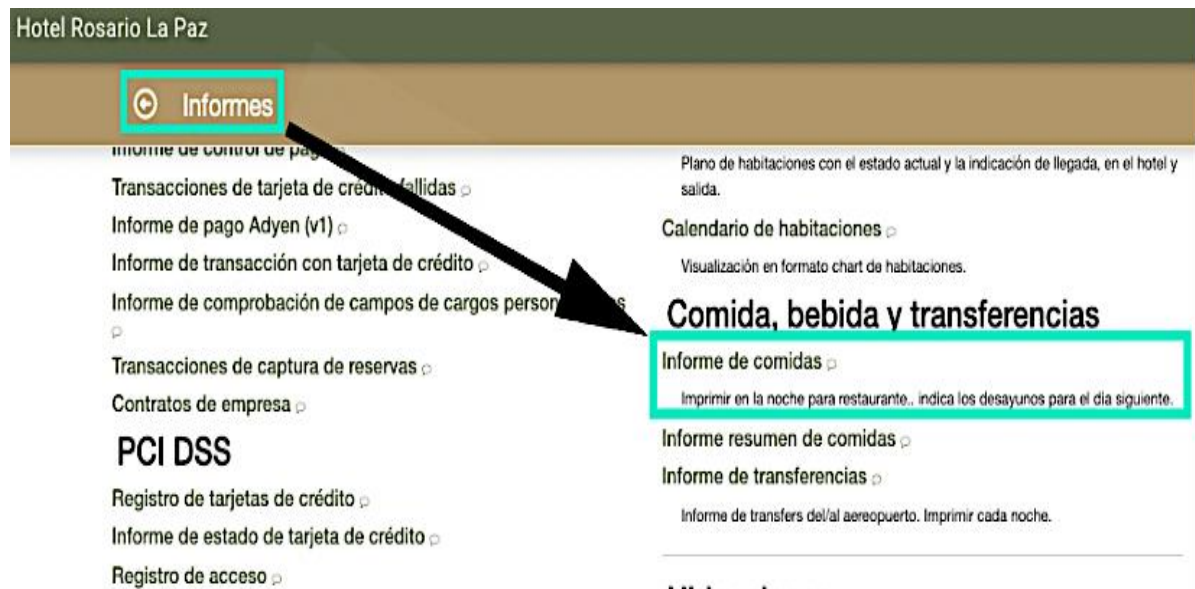 Hotel Rosario La Paz
Informes
Informe de control de
Transacciones de tarjeta de fallidas
Informe de pago Adyen (v1)
Informe de transacción con tarjeta de crédito
Informe de comprobación de campos de cargos
Transacciones de captura de reservas
Contratos de empresa
PCI DSS
Registro de tarjetas de crédito
Informe de estado de tarjeta de crédito
Registro de acceso
Plano de habitaciones con el estado actual y la indicación de llegada, en el hotel y
salida.
Calendario de habitaciones
Visualización en formato chart de habitaciones.
Comida, bebida y transferencias
Informe de comidas
Imprimir en la noche para restaurante.. indica los desayunos para el día siguiente.
Informe resumen de comidas
Informe de transferencias
Informe de transfers del/al aereopuerto. Imprimir cada noche.